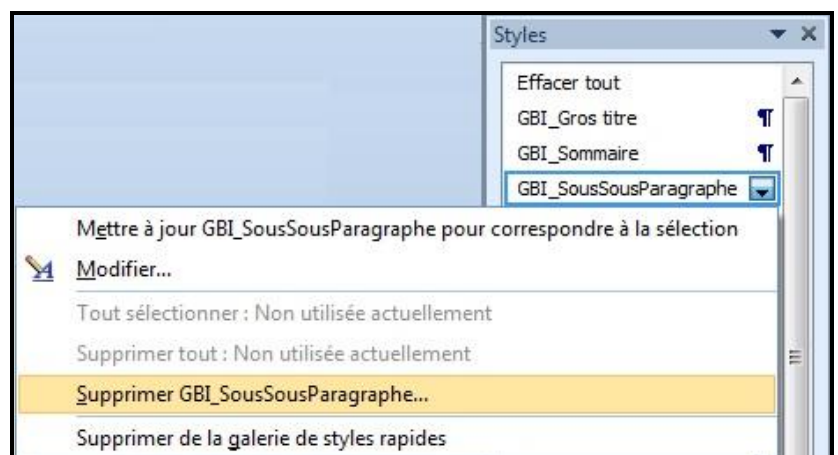 Styles
Effacer tout
GBI_Gros titre ¶
GBI_Sommaire ¶
GBI_SousSousParagraphe
Mettre à jour GBI_SousSousParagraphe pour correspondre à la sélection
Modifier...
Tout sélectionner : Non utilisée actuellement
Supprimer tout : Non utilisée actuellement
Supprimer GBI_SousSousParagraphe...
Supprimer de la galerie de styles rapides